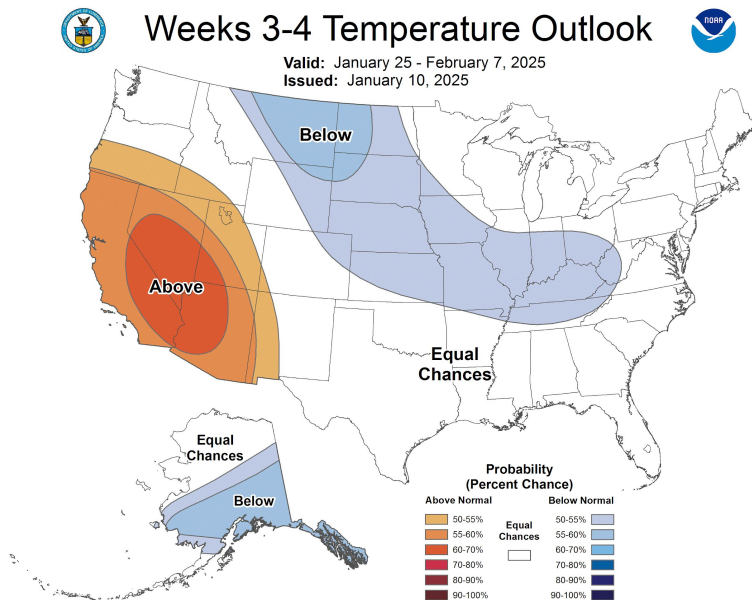 Weeks 3-4 Temperature Outlook
NOAA
Valid: January 25 - February 7, 2025
Issued: January 10, 2025
Below
Above
Equal
Chances
Equal
Chances
Below
Probability
(Percent Chance)
Above Normal
Below Normal
Equal
Chances
50-55%
55-60%
60-70%
70-80%
80-90%
90-100%
50-55%
55-60%
60-70%
70-80%
80-90%
90-100%